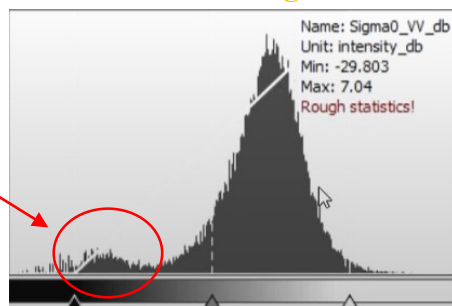 Name: Sigma0_VV_db
Unit: intensity_db
Min: -29.803
Max: 7.04
Rough statistics!